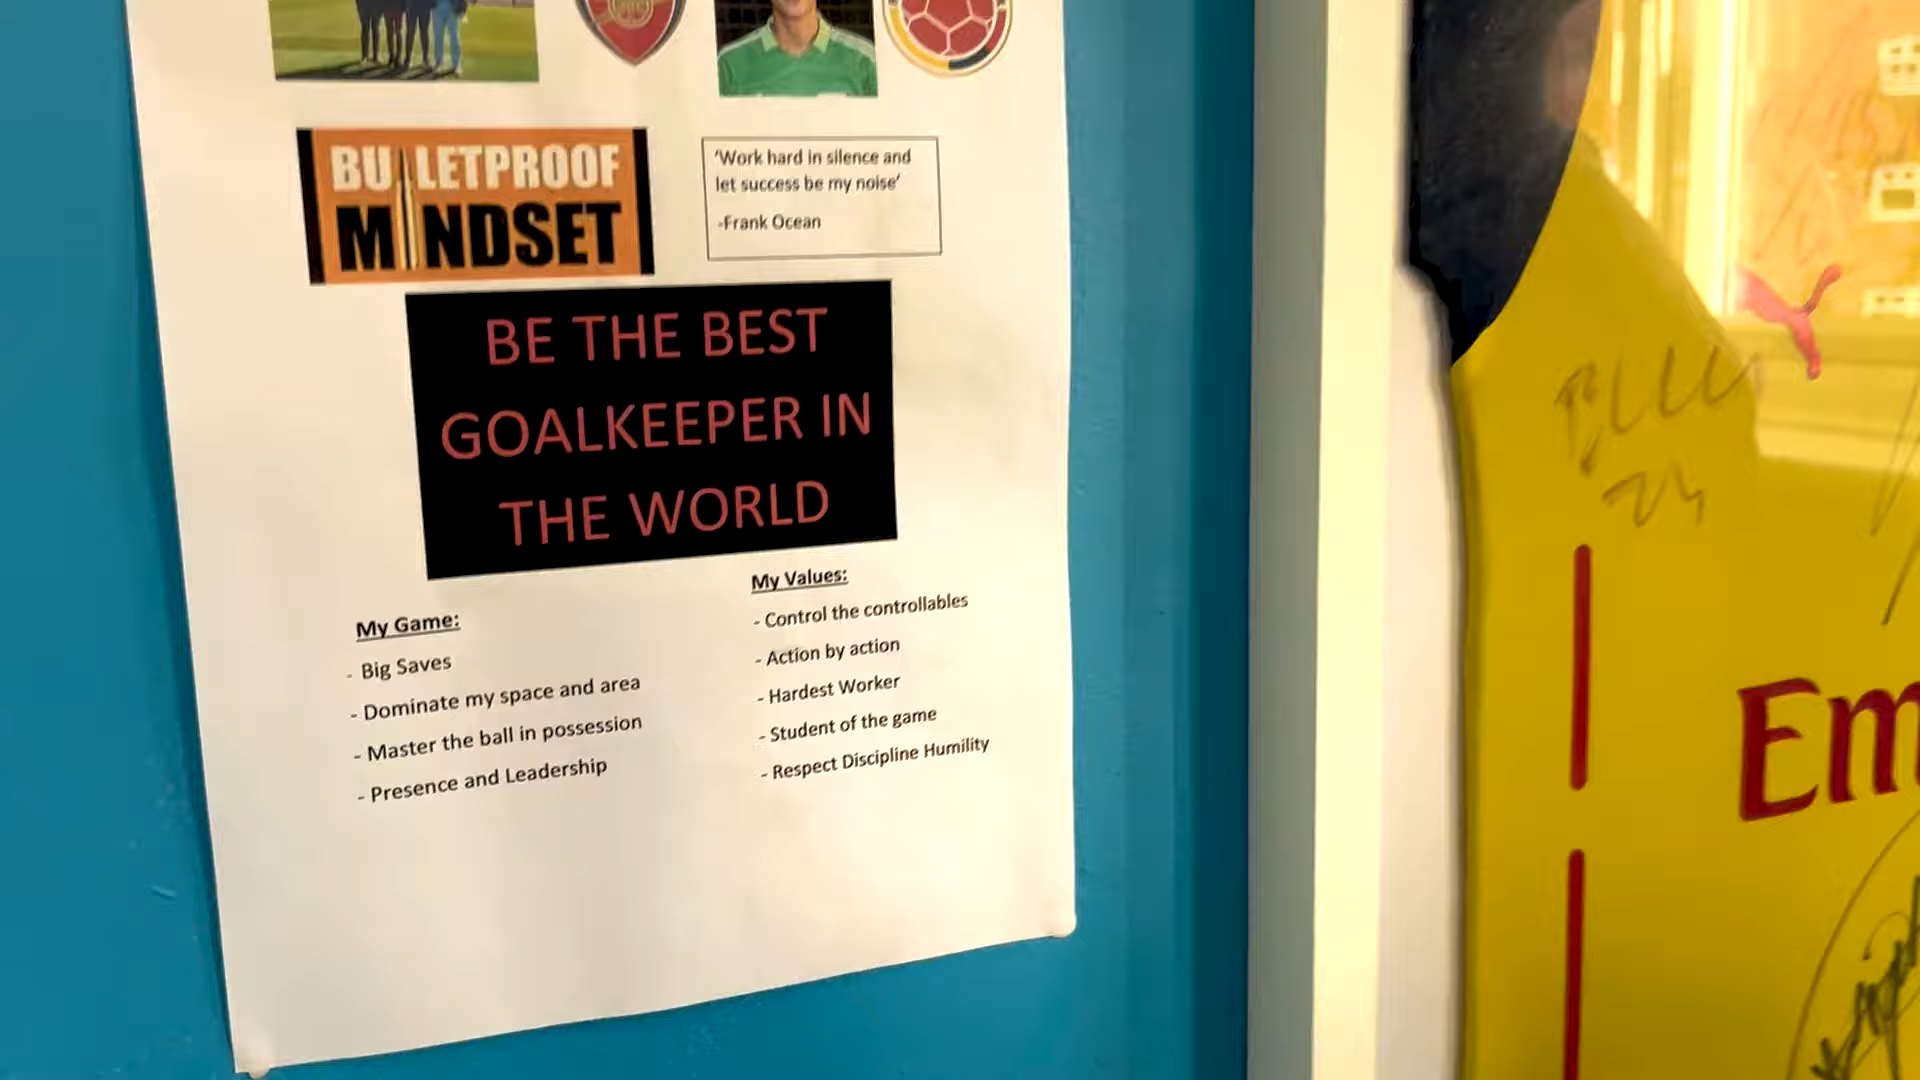 BULLETPROOF
MINDSET
'Work hard in silence and
let success be my noise'
-Frank Ocean
BE THE BEST
GOALKEEPER IN
THE WORLD
My Game:
- Big Saves
- Dominate my space and area
- Master the ball in possession
- Presence and Leadership
My Values:
- Control the controllables
- Action by action
- Hardest Worker
- Student of the game
- Respect Discipline Humility
24
Em